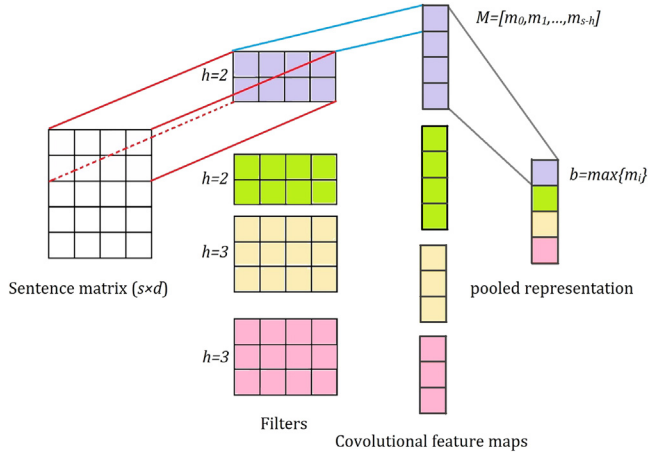 M=[m0,m1,...,ms-h]
h=2
b=max{mi}
h=2
h=3
Sentence matrix (s×d)
pooled representation
h=3
Filters
Covolutional feature maps